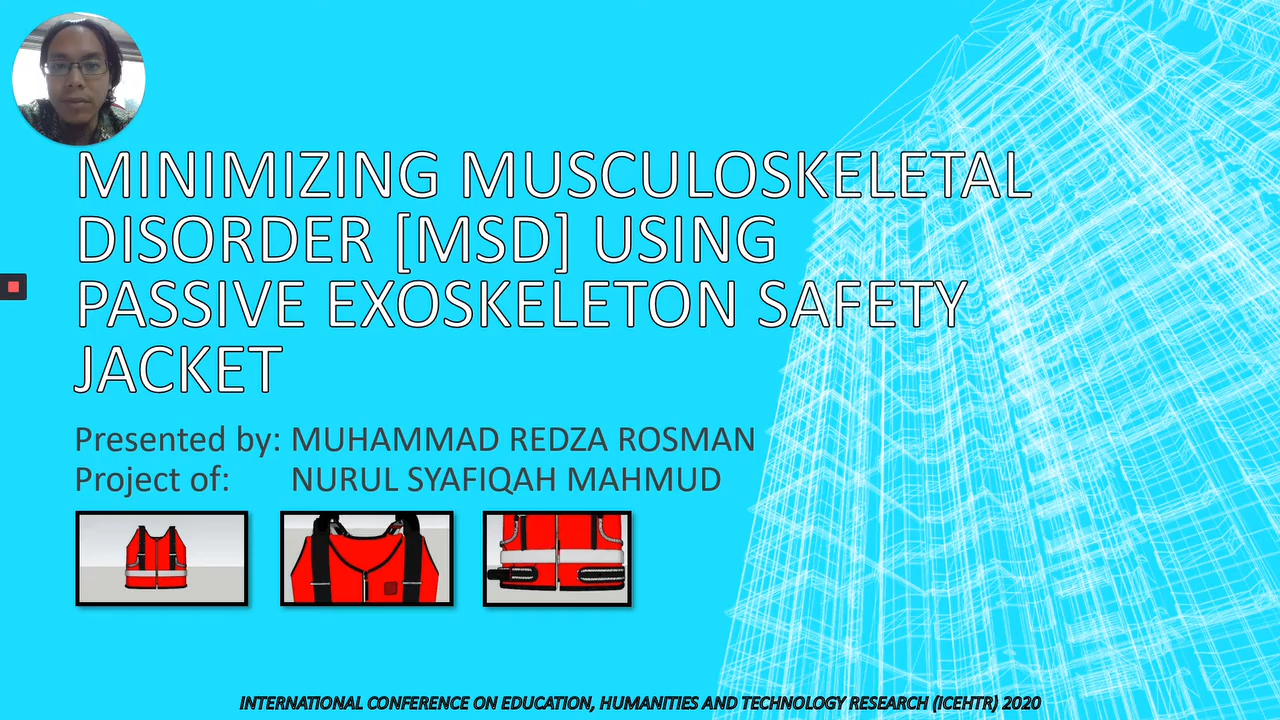 MINIMIZING MUSCULOSKELETAL
DISORDER [MSD] USING
PASSIVE EXOSKELETON SAFETY
JACKET
Presented by: MUHAMMAD REDZA ROSMAN
Project of: NURUL SYAFIQAH MAHMUD
INTERNATIONAL CONFERENCE ON EDUCATION, HUMANITIES AND TECHNOLOGY RESEARCH (ICEHTR) 2020